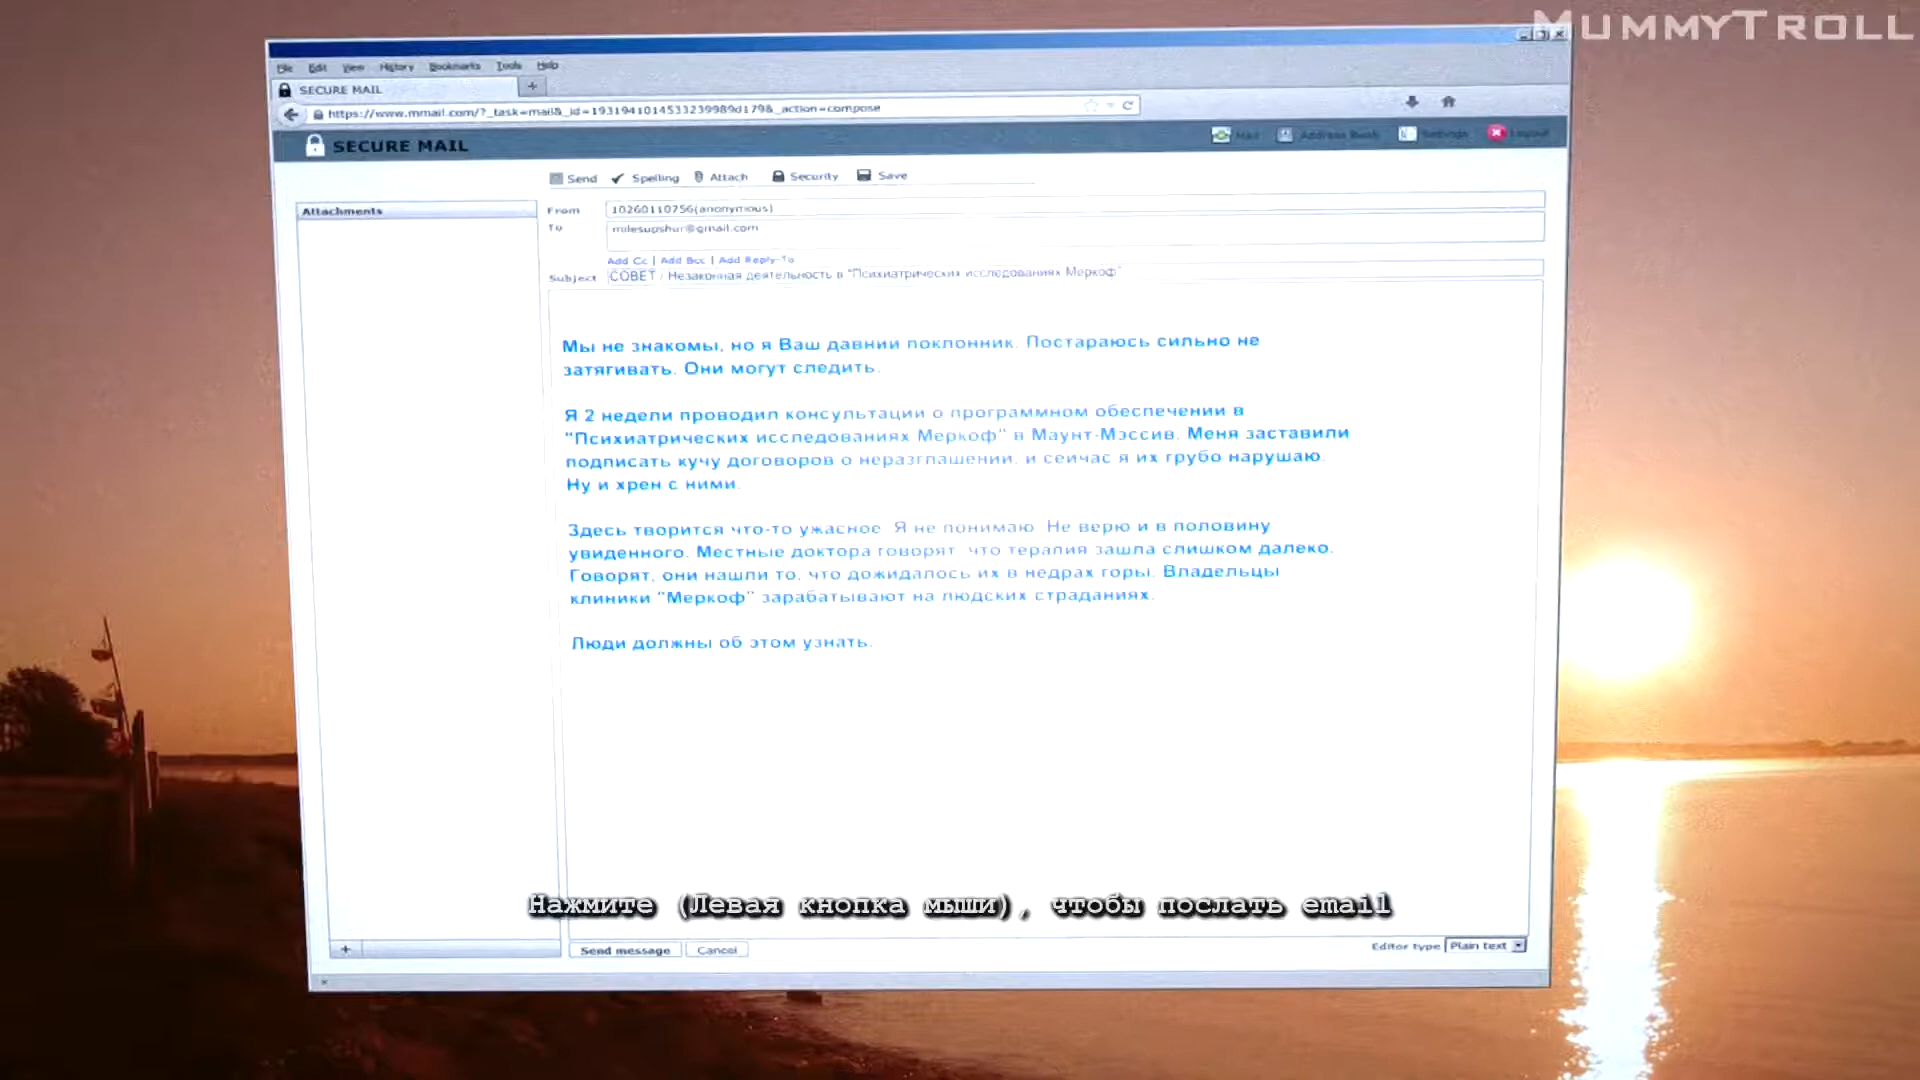 MUMMYTROLL
File Edit View History Bookmarks Tools Help
SECURE MAIL
https://www.mmail.com/?_task=mail&_id=1931941014533239989d179&_action=compose
SECURE MAIL
Mail Address Book Settings Logout
Send Spelling Attach Security Save
Attachments
From 10260110756(anonymous)
To milesupshur@gmail.com
Add Cc | Add Bcc | Add Reply-To
Subject СОВЕТ / Незаконная деятельность в "Психиатрических исследованиях Меркоф"
Мы не знакомы, но я Ваш давний поклонник. Постараюсь сильно не
затягивать. Они могут следить.
Я 2 недели проводил консультации о программном обеспечении в
"Психиатрических исследованиях Меркоф" в Маунт-Мэссив. Меня заставили
подписать кучу договоров о неразглашении, и сейчас я их грубо нарушаю.
Ну и хрен с ними.
Здесь творится что-то ужасное. Я не понимаю. Не верю и в половину
увиденного. Местные доктора говорят, что терапия зашла слишком далеко.
Говорят, они нашли то, что дожидалось их в недрах горы. Владельцы
клиники "Меркоф" зарабатывают на людских страданиях.
Люди должны об этом узнать.
Нажмите (Левая кнопка мыши), чтобы послать email
Send message Cancel
Editor type Plain text